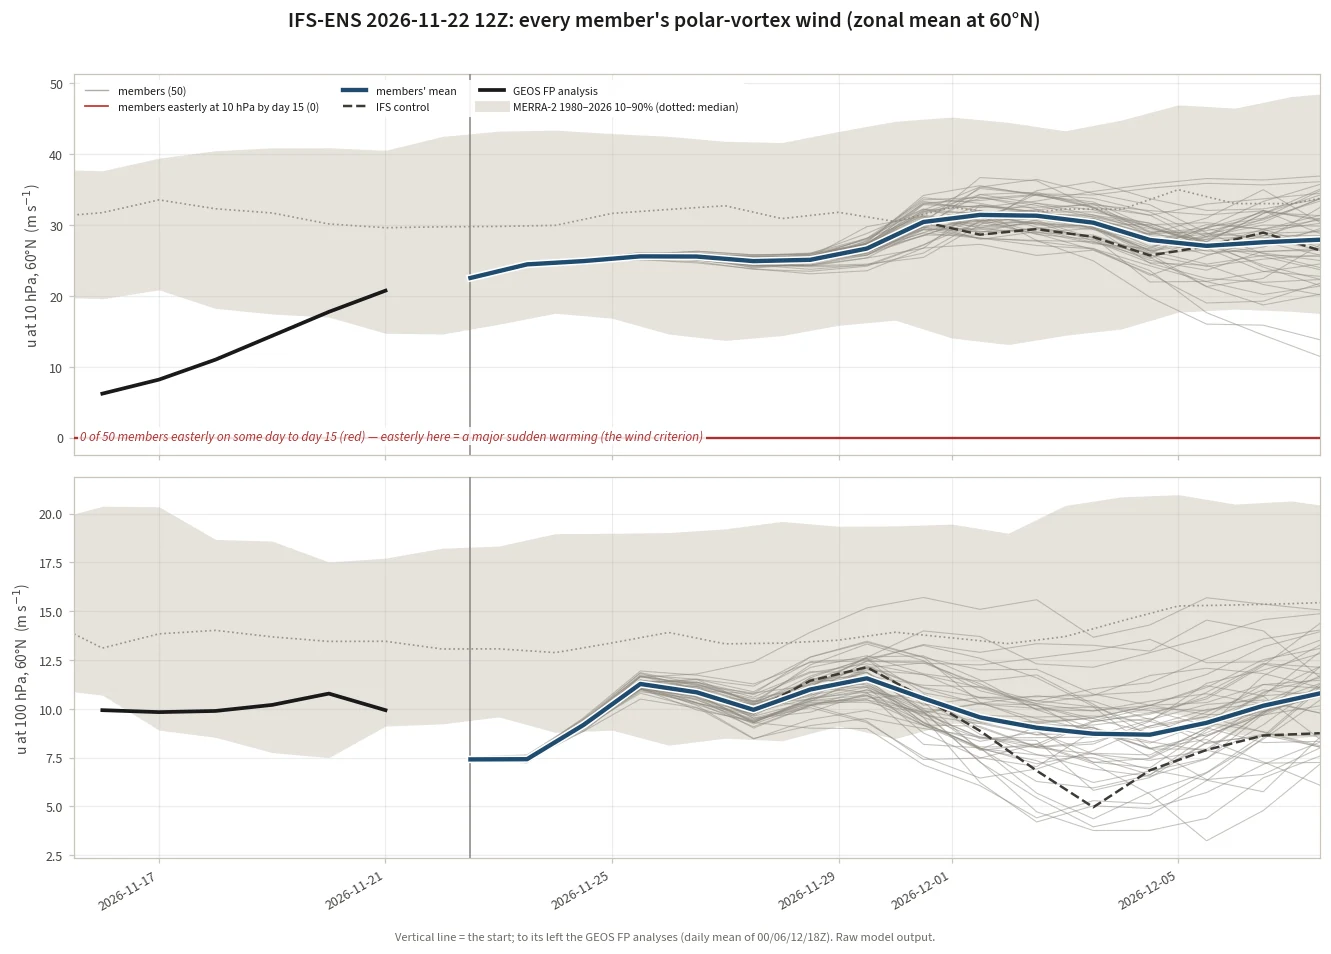 IFS-ENS 2026-11-22 12Z: every member's polar-vortex wind (zonal mean at 60°N)
members (50)
members easterly at 10 hPa by day 15 (0)
members' mean
IFS control
GEOS FP analysis
MERRA-2 1980–2026 10–90% (dotted: median)
u at 10 hPa, 60°N (m s⁻¹)
50
40
30
20
10
0
0 of 50 members easterly on some day to day 15 (red) — easterly here = a major sudden warming (the wind criterion)
u at 100 hPa, 60°N (m s⁻¹)
20.0
17.5
15.0
12.5
10.0
7.5
5.0
2.5
2026-11-17
2026-11-21
2026-11-25
2026-11-29
2026-12-01
2026-12-05
Vertical line = the start; to its left the GEOS FP analyses (daily mean of 00/06/12/18Z). Raw model output.